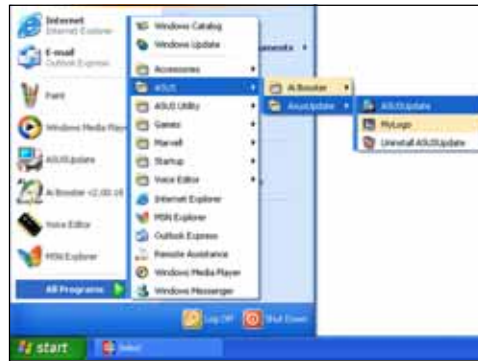 Internet
Internet Explorer
E-mail
Outlook Express
Paint
Windows Media Player
ASUSUpdate
Ai Booster v2.00.16
Voice Editor
MSN Explorer
All Programs
Windows Catalog
Windows Update
Accessories
ASUS
ASUS Utility
Games
Marvell
Startup
Voice Editor
Internet Explorer
MSN Explorer
Outlook Express
Remote Assistance
Windows Media Player
Windows Messenger
Ai Booster
AsusUpdate
ASUSUpdate
MyLogo
Uninstall ASUSUpdate
Log Off
Shut Down
start